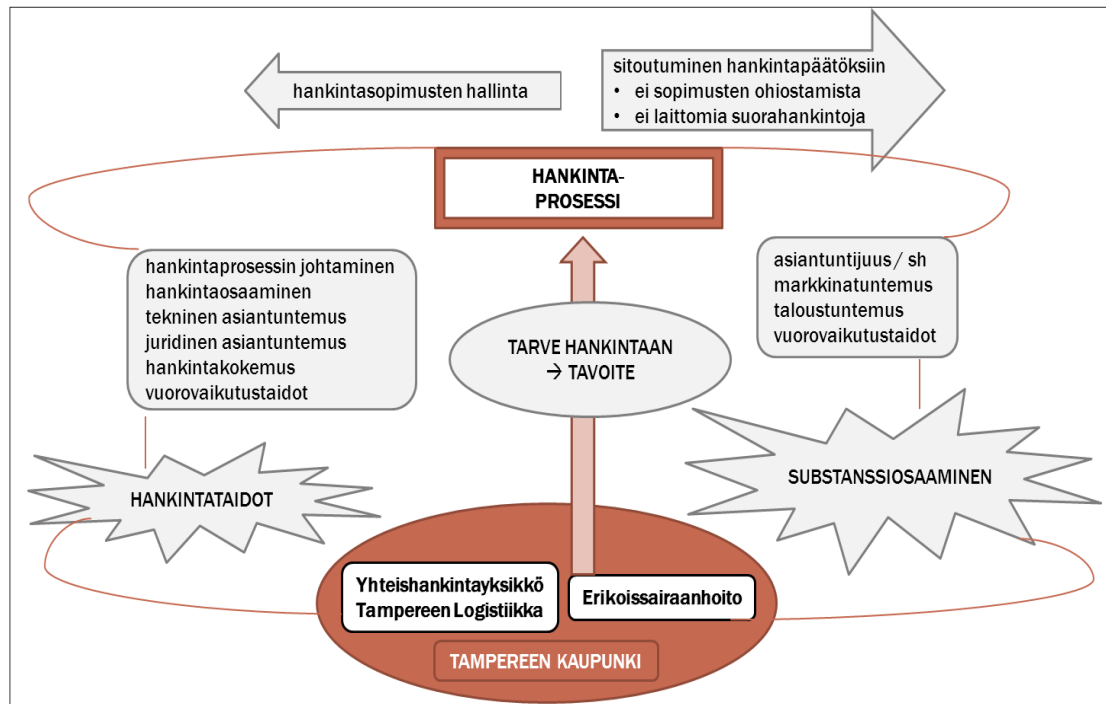 hankintasopimusten hallinta
sitoutuminen hankintapäätöksiin
• ei sopimusten ohiostamista
• ei laittomia suorahankintoja
HANKINTA-
PROSESSI
hankintaprosessin johtaminen
hankintaosaaminen
tekninen asiantuntemus
juridinen asiantuntemus
hankintakokemus
vuorovaikutustaidot
asiantuntijuus / sh
markkinatuntemus
taloustuntemus
vuorovaikutustaidot
TARVE HANKINTAAN
→ TAVOITE
HANKINTATAIDOT
SUBSTANSSIOSAAMINEN
Yhteishankintayksikkö
Tampereen Logistiikka
Erikoissairaanhoito
TAMPEREEN KAUPUNKI